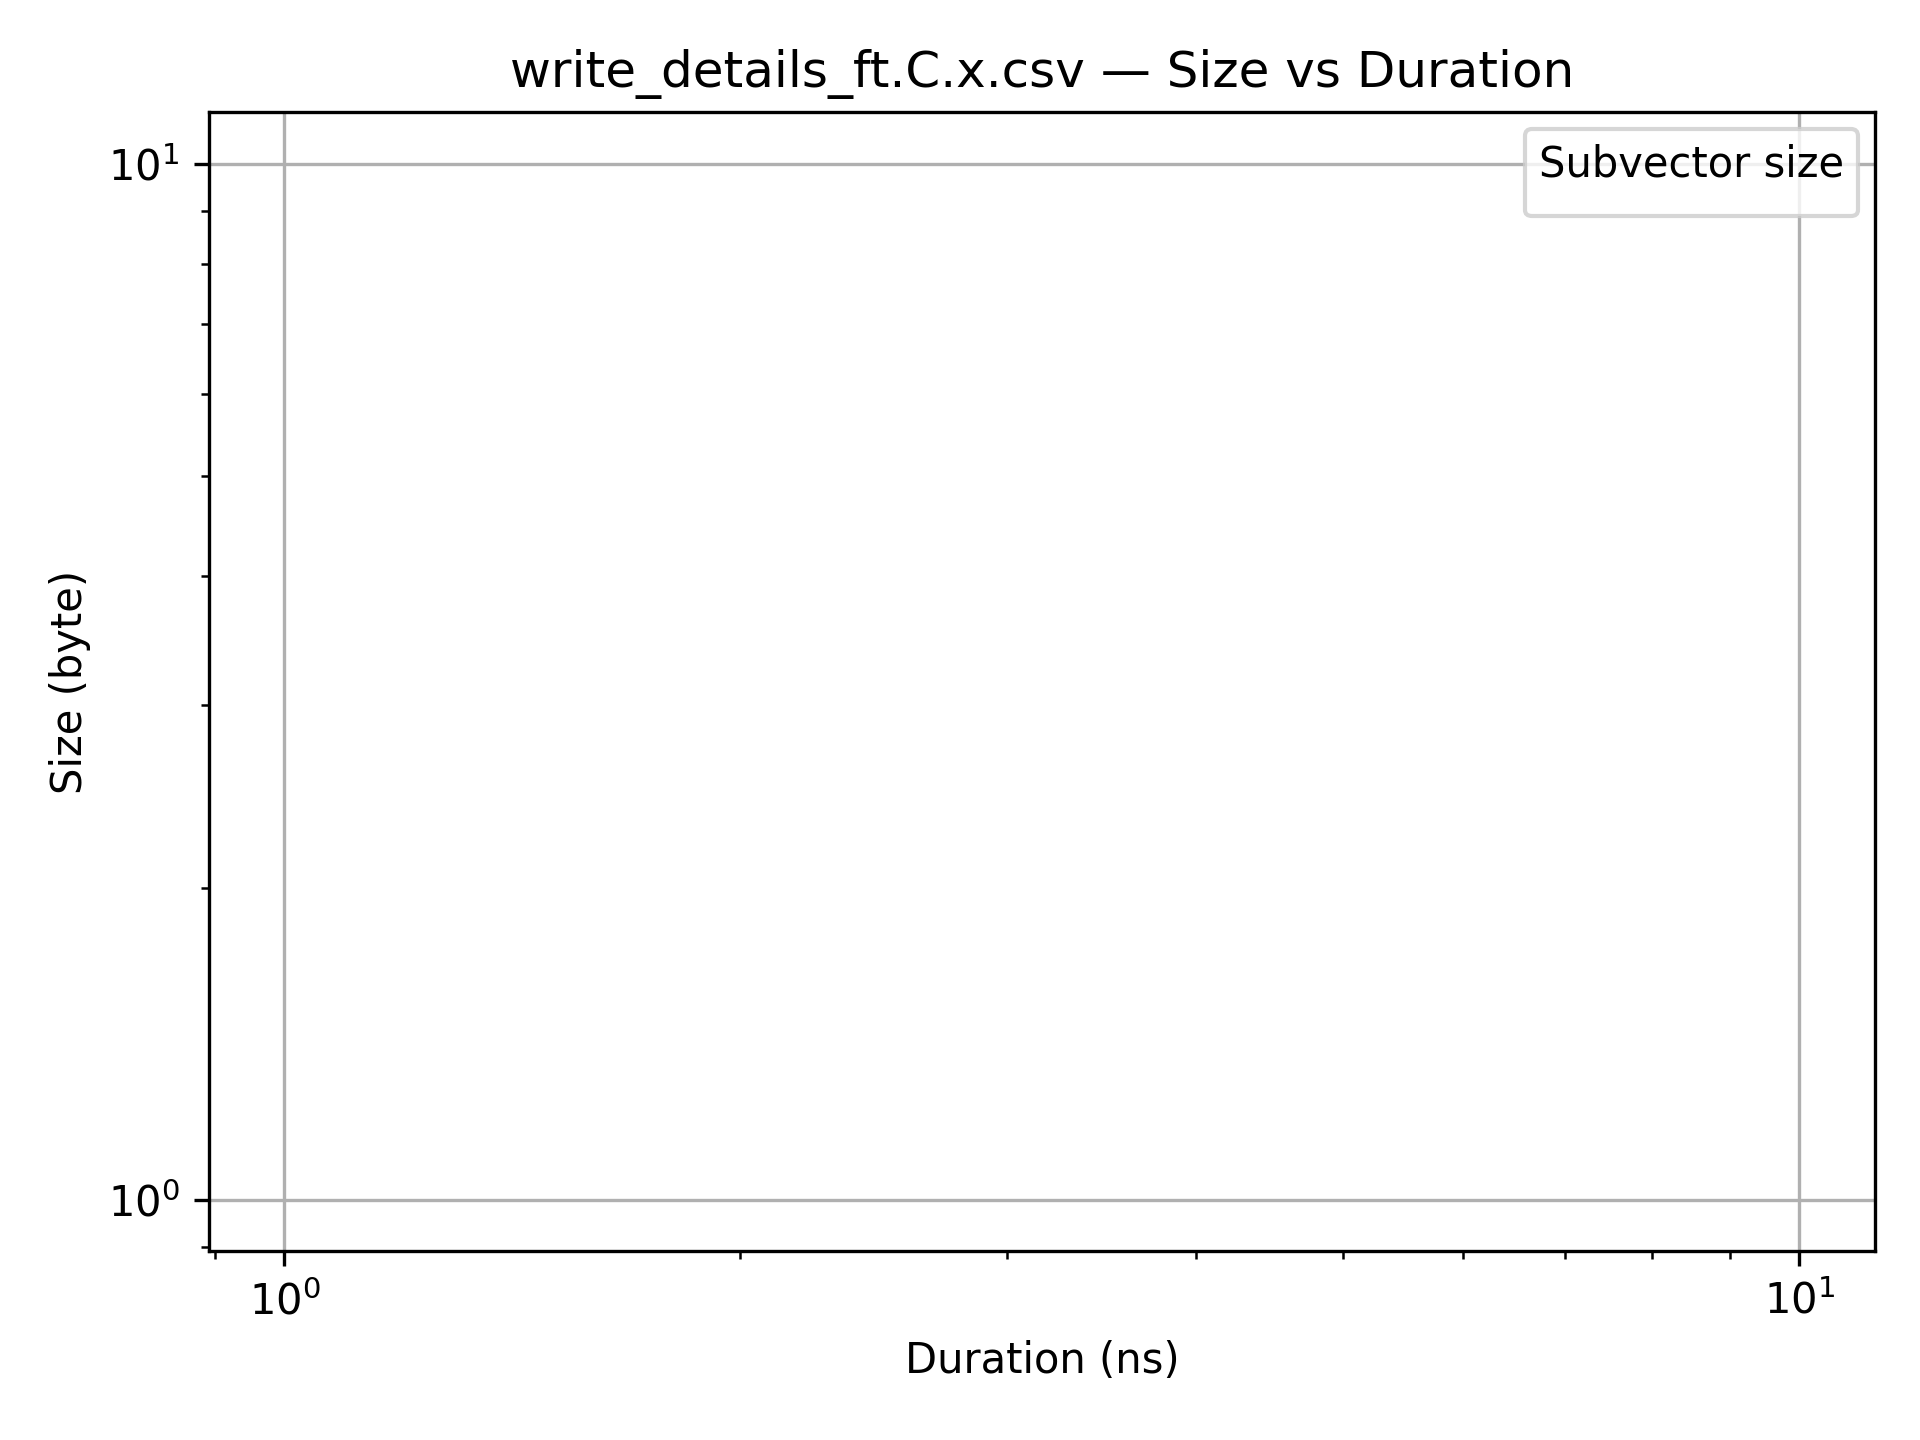 write_details_ft.C.x.csv — Size vs Duration
10¹
Subvector size
Size (byte)
10⁰
10⁰
10¹
Duration (ns)